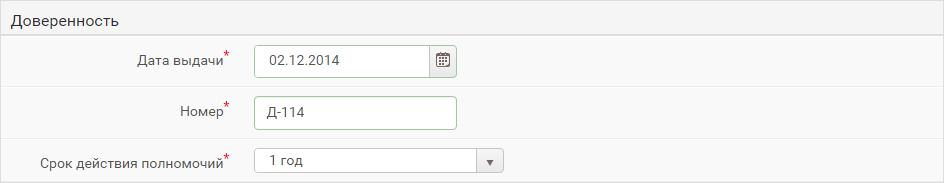 Доверенность
Дата выдачи* 02.12.2014
Номер* Д-114
Срок действия полномочий* 1 год